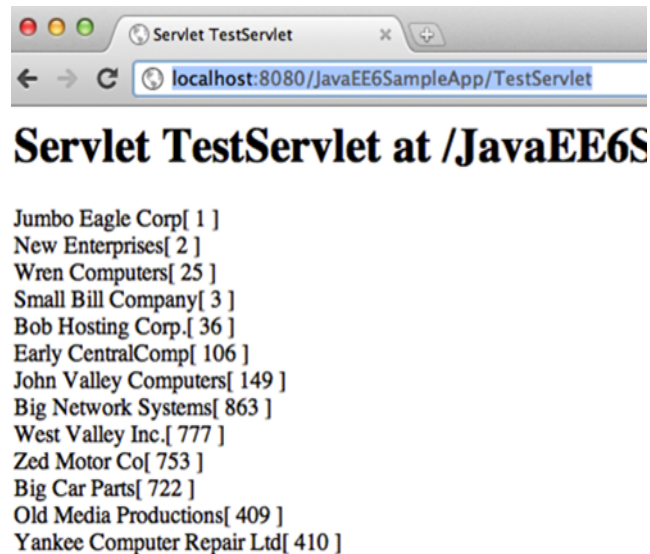 Servlet TestServlet
localhost:8080/JavaEE6SampleApp/TestServlet
Servlet TestServlet at /JavaEE6S
Jumbo Eagle Corp[ 1 ]
New Enterprises[ 2 ]
Wren Computers[ 25 ]
Small Bill Company[ 3 ]
Bob Hosting Corp.[ 36 ]
Early CentralComp[ 106 ]
John Valley Computers[ 149 ]
Big Network Systems[ 863 ]
West Valley Inc.[ 777 ]
Zed Motor Co[ 753 ]
Big Car Parts[ 722 ]
Old Media Productions[ 409 ]
Yankee Computer Repair Ltd[ 410 ]